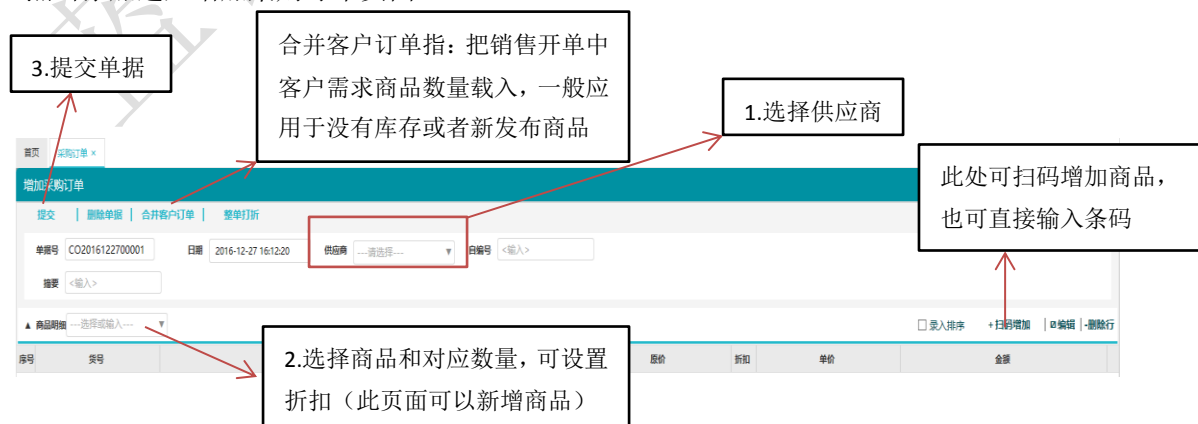 3.提交单据
合并客户订单指：把销售开单中
客户需求商品数量载入，一般应
用于没有库存或者新发布商品
1.选择供应商
此处可扫码增加商品，
也可直接输入条码
首页 采购订单 ×
增加采购订单
提交 | 删除单据 | 合并客户订单 | 整单打折
单据号 CO2016122700001 日期 2016-12-27 16:12:20 供应商 ---请选择--- ▼ 自编号 <输入>
摘要 <输入>
▲ 商品明细 ---选择或输入--- ▼ 录入排序 +扫码增加 | 编辑 | -删除行
序号 货号 原价 折扣 单价 金额
2.选择商品和对应数量，可设置
折扣（此页面可以新增商品）